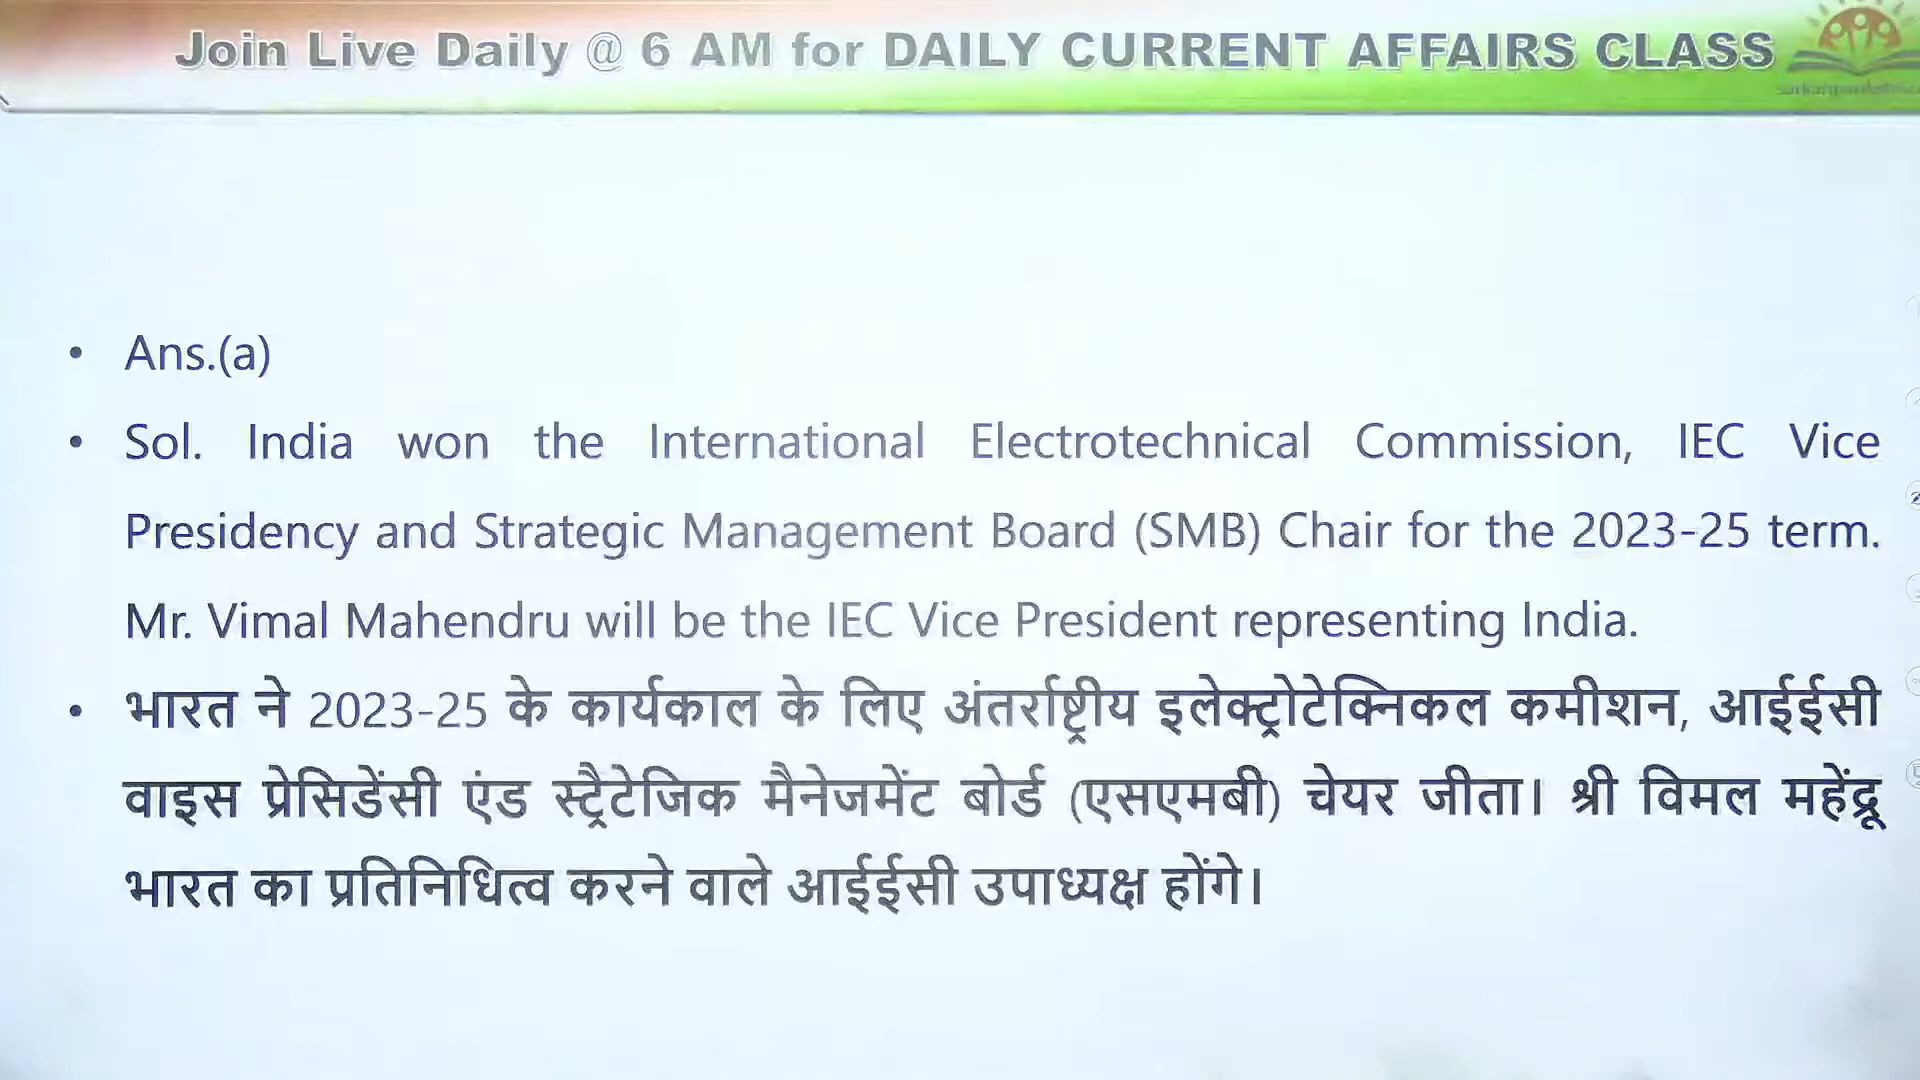 Join Live Daily @ 6 AM for DAILY CURRENT AFFAIRS CLASS
• Ans.(a)
• Sol. India won the International Electrotechnical Commission, IEC Vice
Presidency and Strategic Management Board (SMB) Chair for the 2023-25 term.
Mr. Vimal Mahendru will be the IEC Vice President representing India.
• भारत ने 2023-25 के कार्यकाल के लिए अंतर्राष्ट्रीय इलेक्ट्रोटेक्निकल कमीशन, आईईसी
वाइस प्रेसिडेंसी एंड स्ट्रैटेजिक मैनेजमेंट बोर्ड (एसएमबी) चेयर जीता। श्री विमल महेंद्रू
भारत का प्रतिनिधित्व करने वाले आईईसी उपाध्यक्ष होंगे।